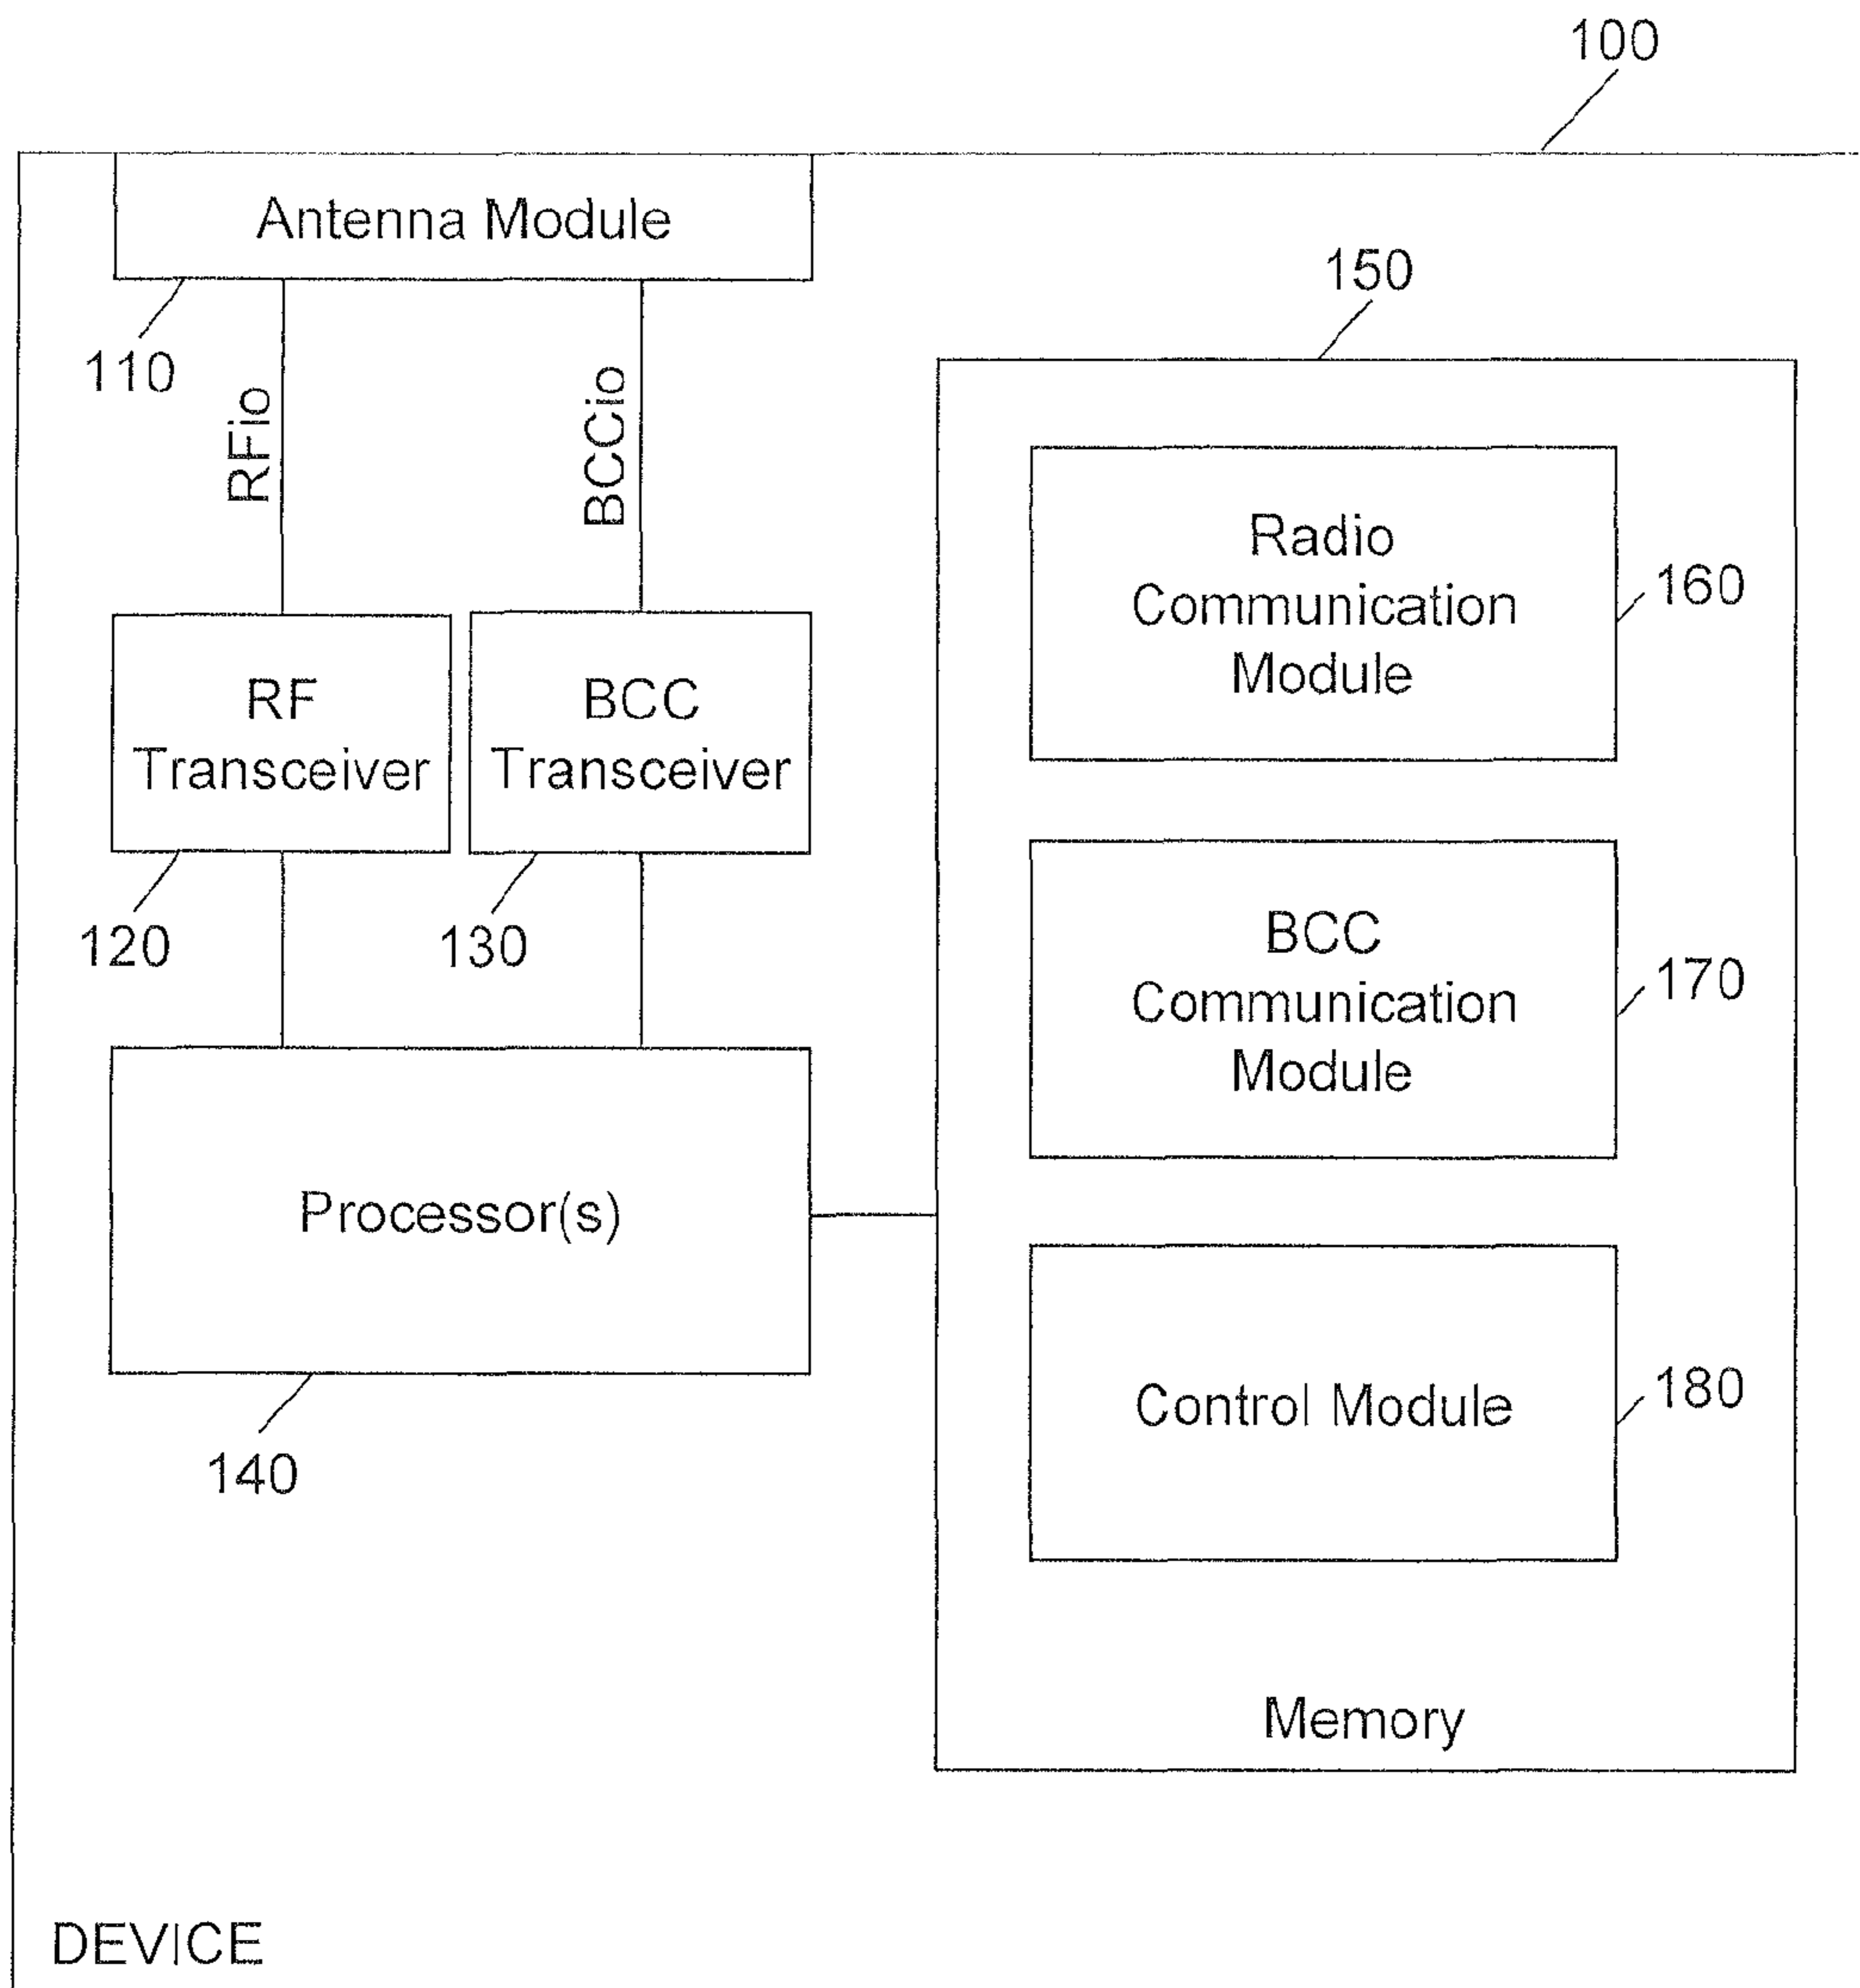 100
Antenna Module
110
RFio
BCCio
150
RF
Transceiver
BCC
Transceiver
120
130
Radio
Communication
Module
160
BCC
Communication
Module
170
Processor(s)
140
Control Module
180
Memory
DEVICE